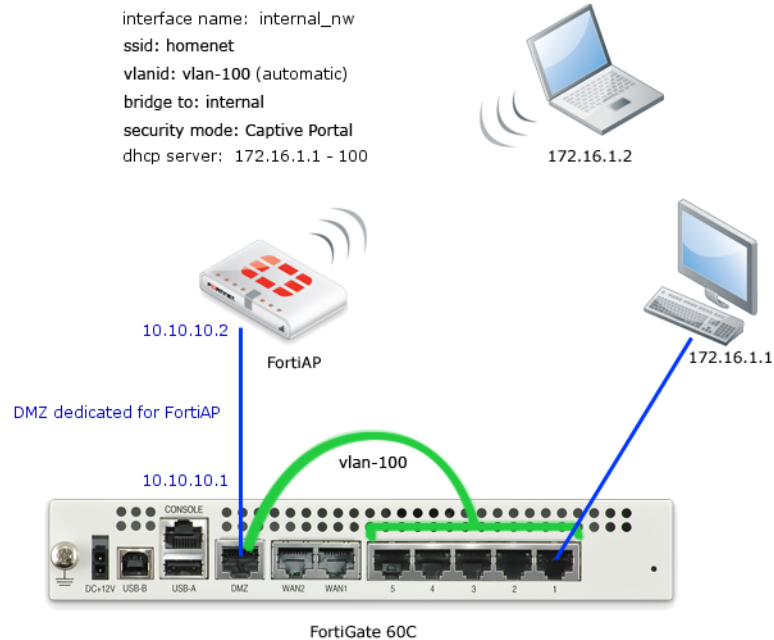 interface name: internal_nw
ssid: homenet
vlanid: vlan-100 (automatic)
bridge to: internal
security mode: Captive Portal
dhcp server: 172.16.1.1 - 100
172.16.1.2
FORTINET
10.10.10.2
FortiAP
172.16.1.1
DMZ dedicated for FortiAP
vlan-100
10.10.10.1
CONSOLE
DC+12V
USB-B
USB-A
DMZ
WAN2
WAN1
5
4
3
2
1
FortiGate 60C